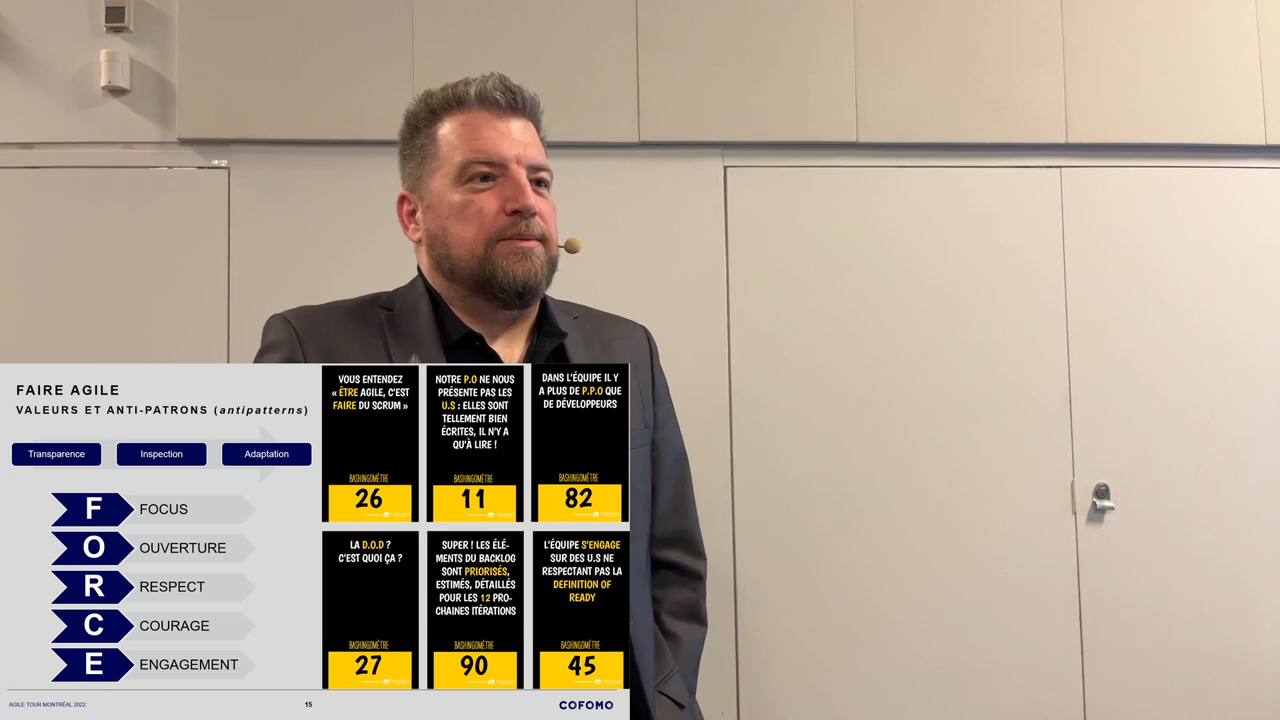 FAIRE AGILE
VALEURS ET ANTI-PATRONS (antipatterns)
Transparence
Inspection
Adaptation
F FOCUS
O OUVERTURE
R RESPECT
C COURAGE
E ENGAGEMENT
VOUS ENTENDEZ
« ÊTRE AGILE, C'EST
FAIRE DU SCRUM »
BASHINGOMÈTRE
26
NOTRE P.O NE NOUS
PRÉSENTE PAS LES
U.S : ELLES SONT
TELLEMENT BIEN
ÉCRITES, IL N'Y A
QU'À LIRE !
BASHINGOMÈTRE
11
DANS L'ÉQUIPE IL Y
A PLUS DE P.P.O QUE
DE DÉVELOPPEURS
BASHINGOMÈTRE
82
LA D.O.D ?
C'EST QUOI ÇA ?
BASHINGOMÈTRE
27
SUPER ! LES ÉLÉ-
MENTS DU BACKLOG
SONT PRIORISÉS,
ESTIMÉS, DÉTAILLÉS
POUR LES 12 PRO-
CHAINES ITÉRATIONS
BASHINGOMÈTRE
90
L'ÉQUIPE S'ENGAGE
SUR DES U.S NE
RESPECTANT PAS LA
DEFINITION OF
READY
BASHINGOMÈTRE
45
AGILE TOUR MONTRÉAL 2022
15
COFOMO